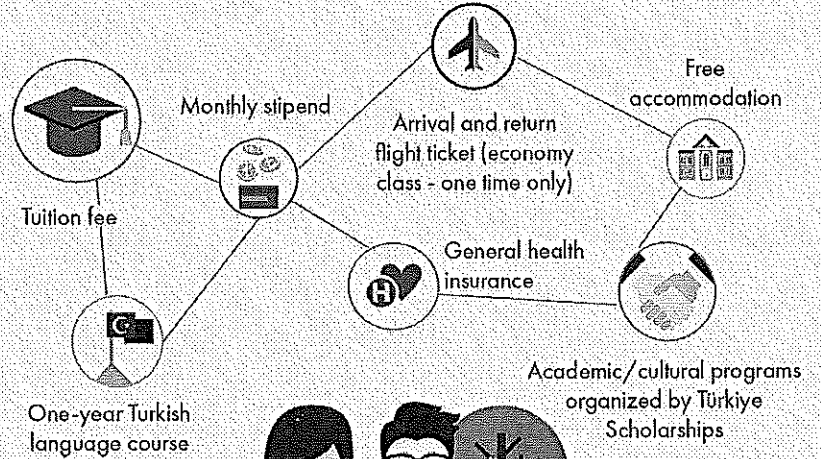 Monthly stipend
Free
accommodation
Arrival and return
flight ticket (economy
class - one time only)
Tuition fee
General health
insurance
H
Academic/cultural programs
organized by Türkiye
Scholarships
One-year Turkish
language course